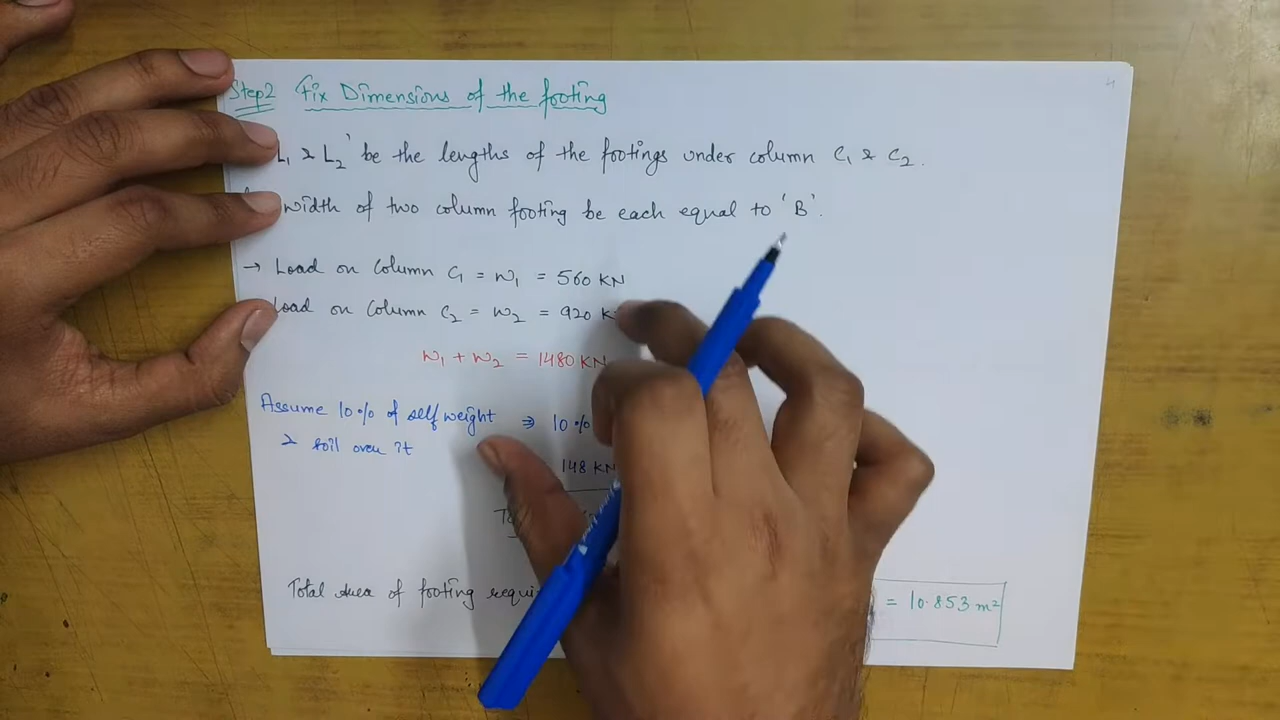 Step2 Fix Dimensions of the footing
L₁ & L₂' be the lengths of the footings under column C₁ & C₂.
width of two column footing be each equal to 'B'.
→ Load on Column C₁ = W₁ = 560 KN
Load on Column C₂ = W₂ = 920 K
W₁ + W₂ = 1480 KN
Assume 10% of self weight ⇒ 10%
& soil over it
148 KN
Total Area of footing requi
= 10.853 m²